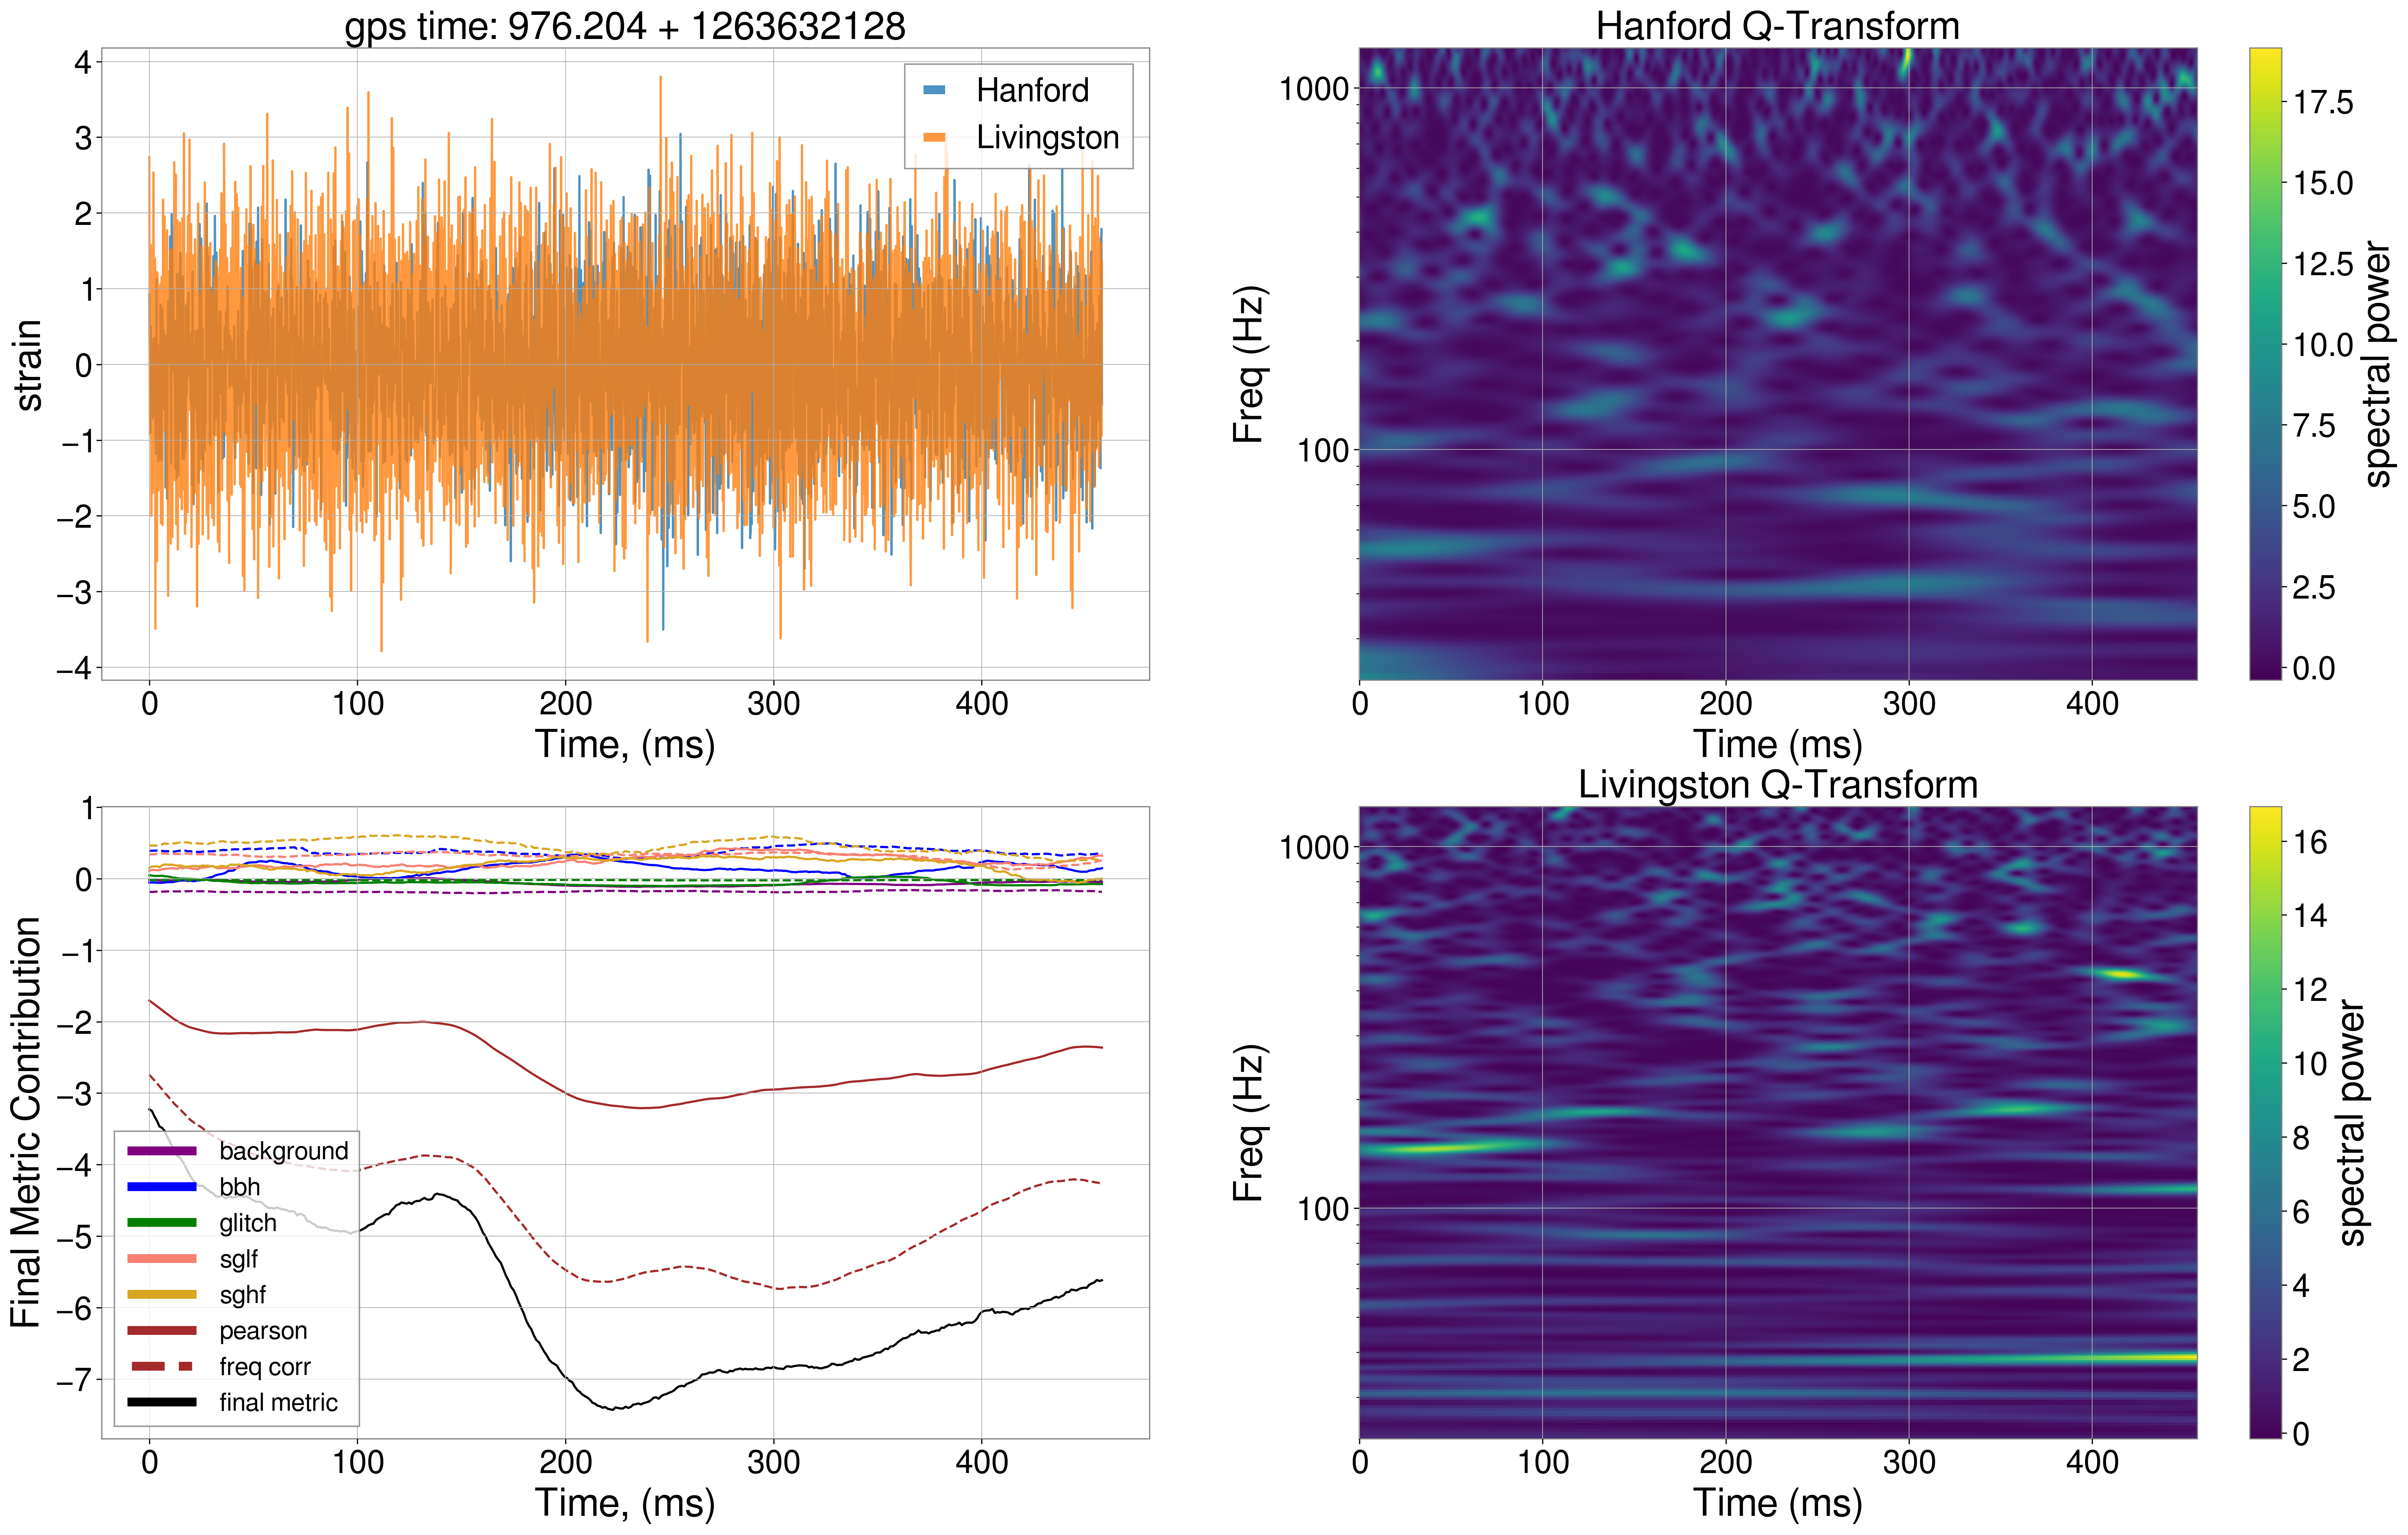 gps time: 976.204 + 1263632128
4
3
2
1
0
−1
−2
−3
−4
strain
0
100
200
300
400
Time, (ms)
Hanford
Livingston
Hanford Q-Transform
1000
100
Freq (Hz)
0
100
200
300
400
Time (ms)
17.5
15.0
12.5
10.0
7.5
5.0
2.5
0.0
spectral power
1
0
−1
−2
−3
−4
−5
−6
−7
Final Metric Contribution
background
bbh
glitch
sglf
sghf
pearson
freq corr
final metric
0
100
200
300
400
Time, (ms)
Livingston Q-Transform
1000
100
Freq (Hz)
0
100
200
300
400
Time (ms)
16
14
12
10
8
6
4
2
0
spectral power